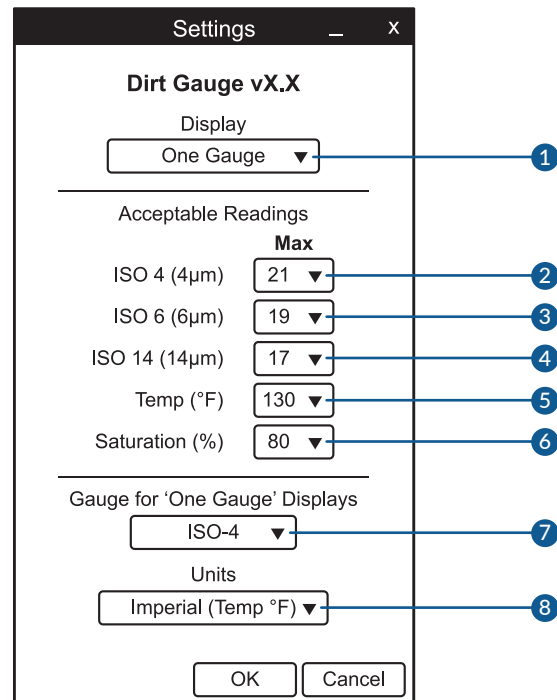 Settings _ x
Dirt Gauge vX.X
Display
One Gauge ▼ 1
Acceptable Readings
Max
ISO 4 (4µm) 21 ▼ 2
ISO 6 (6µm) 19 ▼ 3
ISO 14 (14µm) 17 ▼ 4
Temp (°F) 130 ▼ 5
Saturation (%) 80 ▼ 6
Gauge for ‘One Gauge’ Displays
ISO-4 ▼ 7
Units
Imperial (Temp °F) ▼ 8
OK Cancel